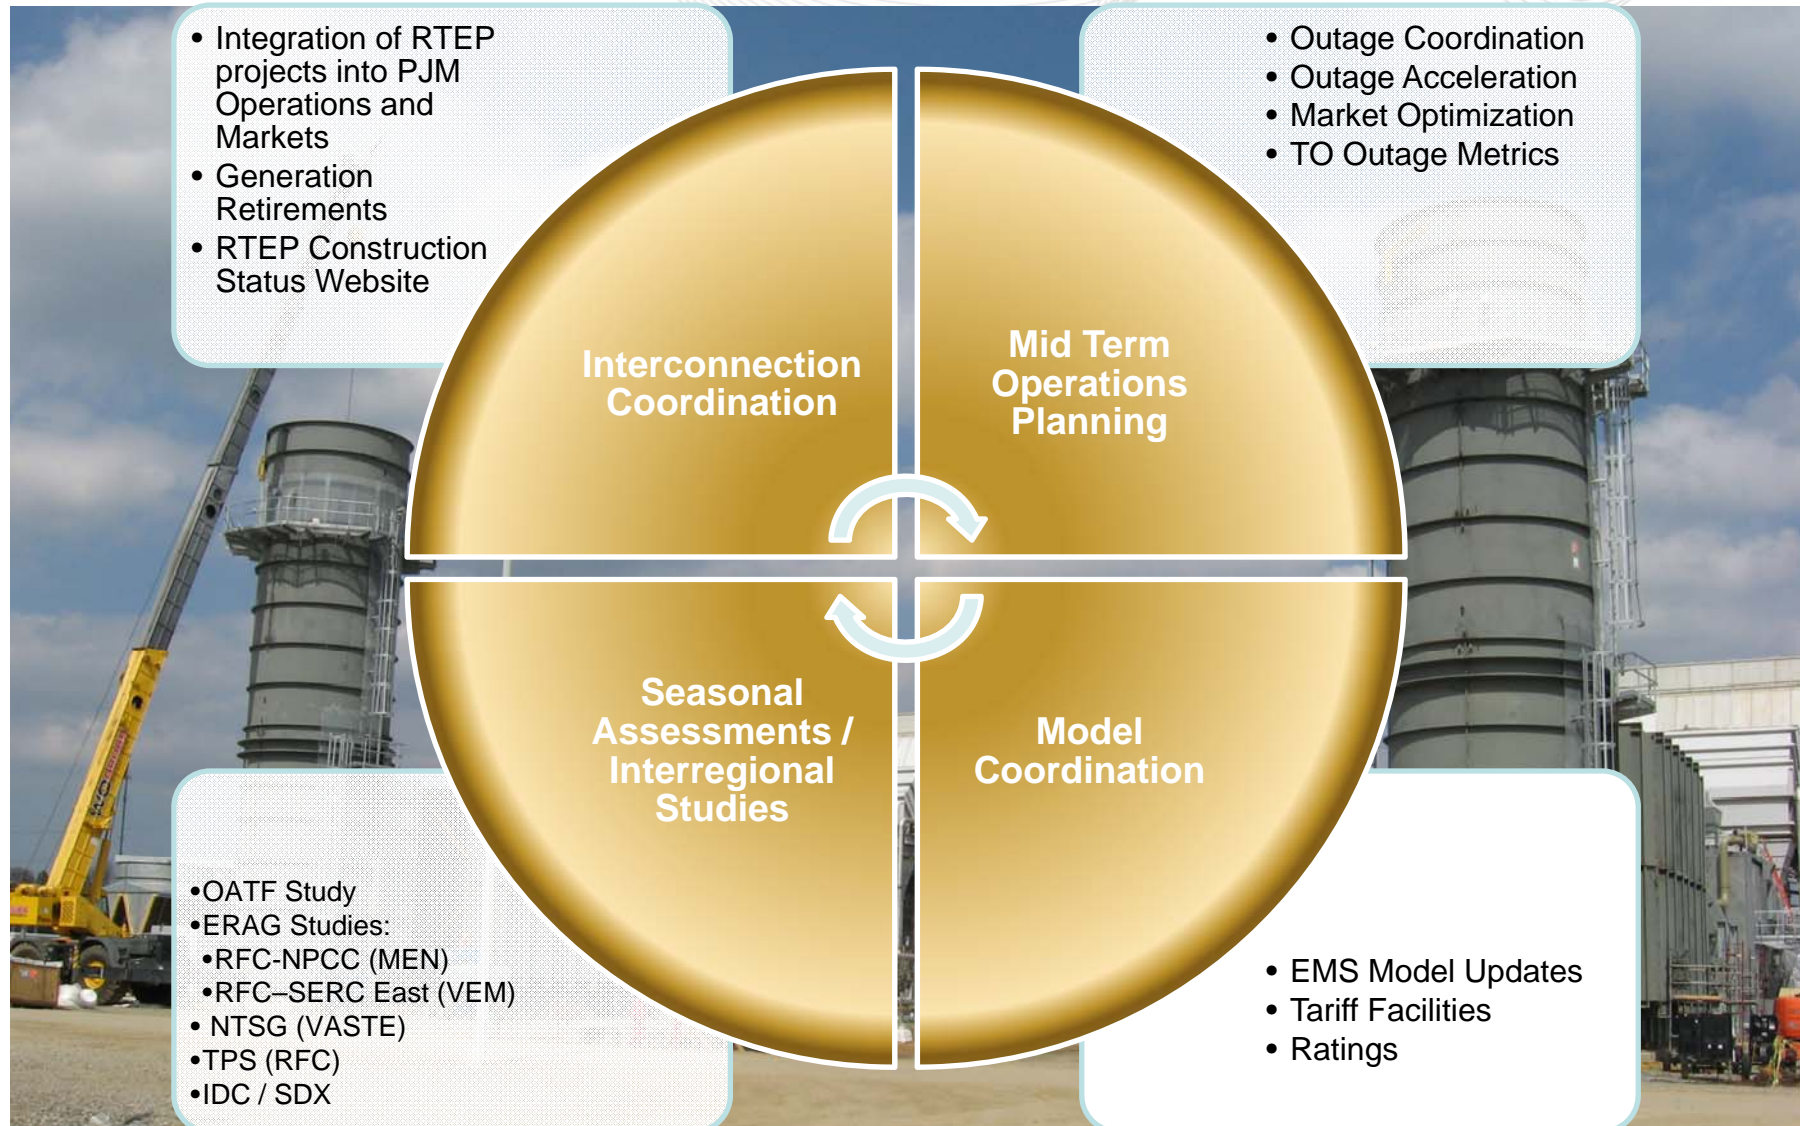 • Integration of RTEP
projects into PJM
Operations and
Markets
• Generation
Retirements
• RTEP Construction
Status Website
• Outage Coordination
• Outage Acceleration
• Market Optimization
• TO Outage Metrics
Interconnection
Coordination
Mid Term
Operations
Planning
Seasonal
Assessments /
Interregional
Studies
Model
Coordination
•OATF Study
•ERAG Studies:
•RFC-NPCC (MEN)
•RFC–SERC East (VEM)
• NTSG (VASTE)
•TPS (RFC)
•IDC / SDX
• EMS Model Updates
• Tariff Facilities
• Ratings